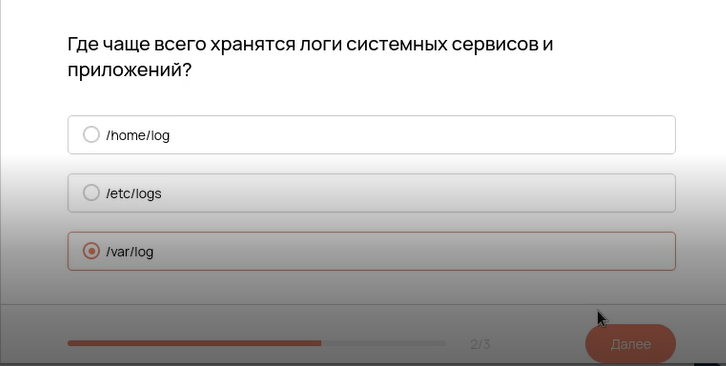 Где чаще всего хранятся логи системных сервисов и
приложений?
/home/log
/etc/logs
/var/log
2/3
Далее